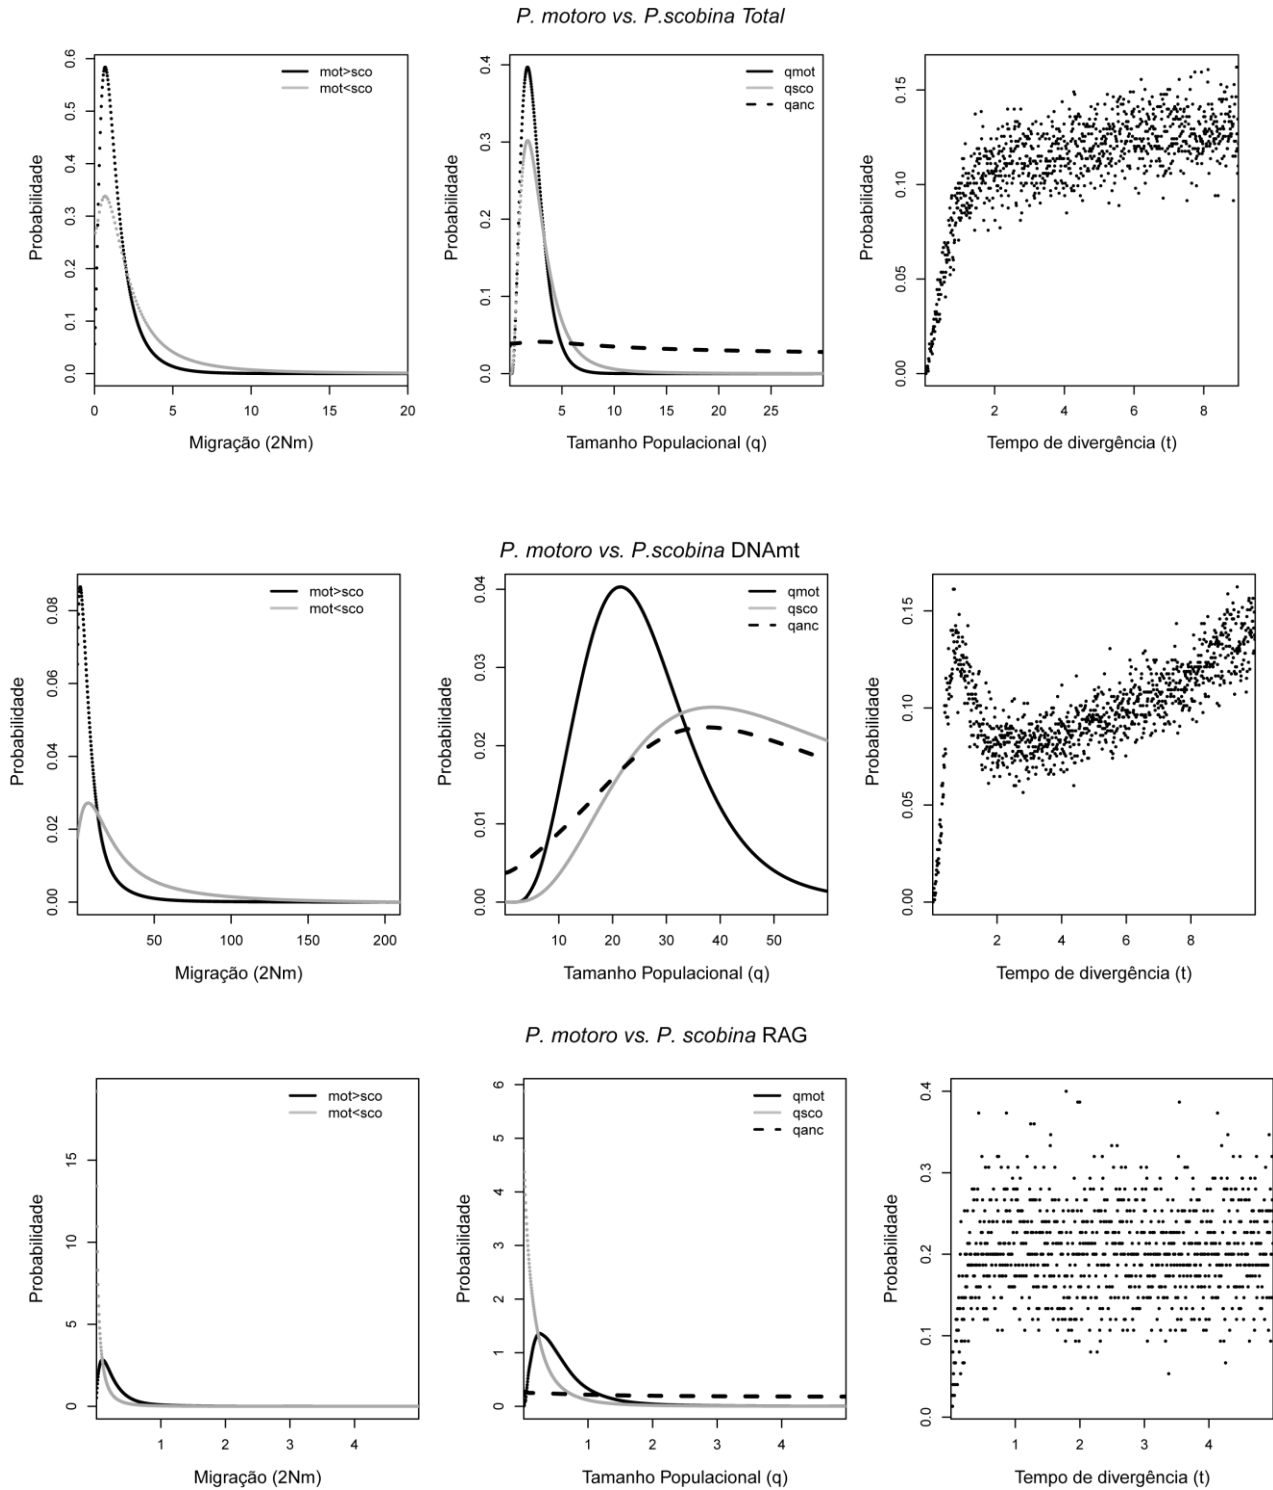 P. motoro vs. P.scobina Total
Probabilidade
0.0 0.1 0.2 0.3 0.4 0.5 0.6
mot>sco
mot<sco
0 5 10 15 20
Migração (2Nm)
Probabilidade
0.0 0.1 0.2 0.3 0.4
qmot
qsco
qanc
5 10 15 20 25
Tamanho Populacional (q)
Probabilidade
0.00 0.05 0.10 0.15
2 4 6 8
Tempo de divergência (t)
P. motoro vs. P.scobina DNAmt
Probabilidade
0.00 0.02 0.04 0.06 0.08
mot>sco
mot<sco
50 100 150 200
Migração (2Nm)
Probabilidade
0.00 0.01 0.02 0.03 0.04
qmot
qsco
qanc
10 20 30 40 50
Tamanho Populacional (q)
Probabilidade
0.00 0.05 0.10 0.15
2 4 6 8
Tempo de divergência (t)
P. motoro vs. P. scobina RAG
Probabilidade
0 5 10 15
mot>sco
mot<sco
1 2 3 4
Migração (2Nm)
Probabilidade
0 1 2 3 4 5 6
qmot
qsco
qanc
1 2 3 4
Tamanho Populacional (q)
Probabilidade
0.0 0.1 0.2 0.3 0.4
1 2 3 4
Tempo de divergência (t)